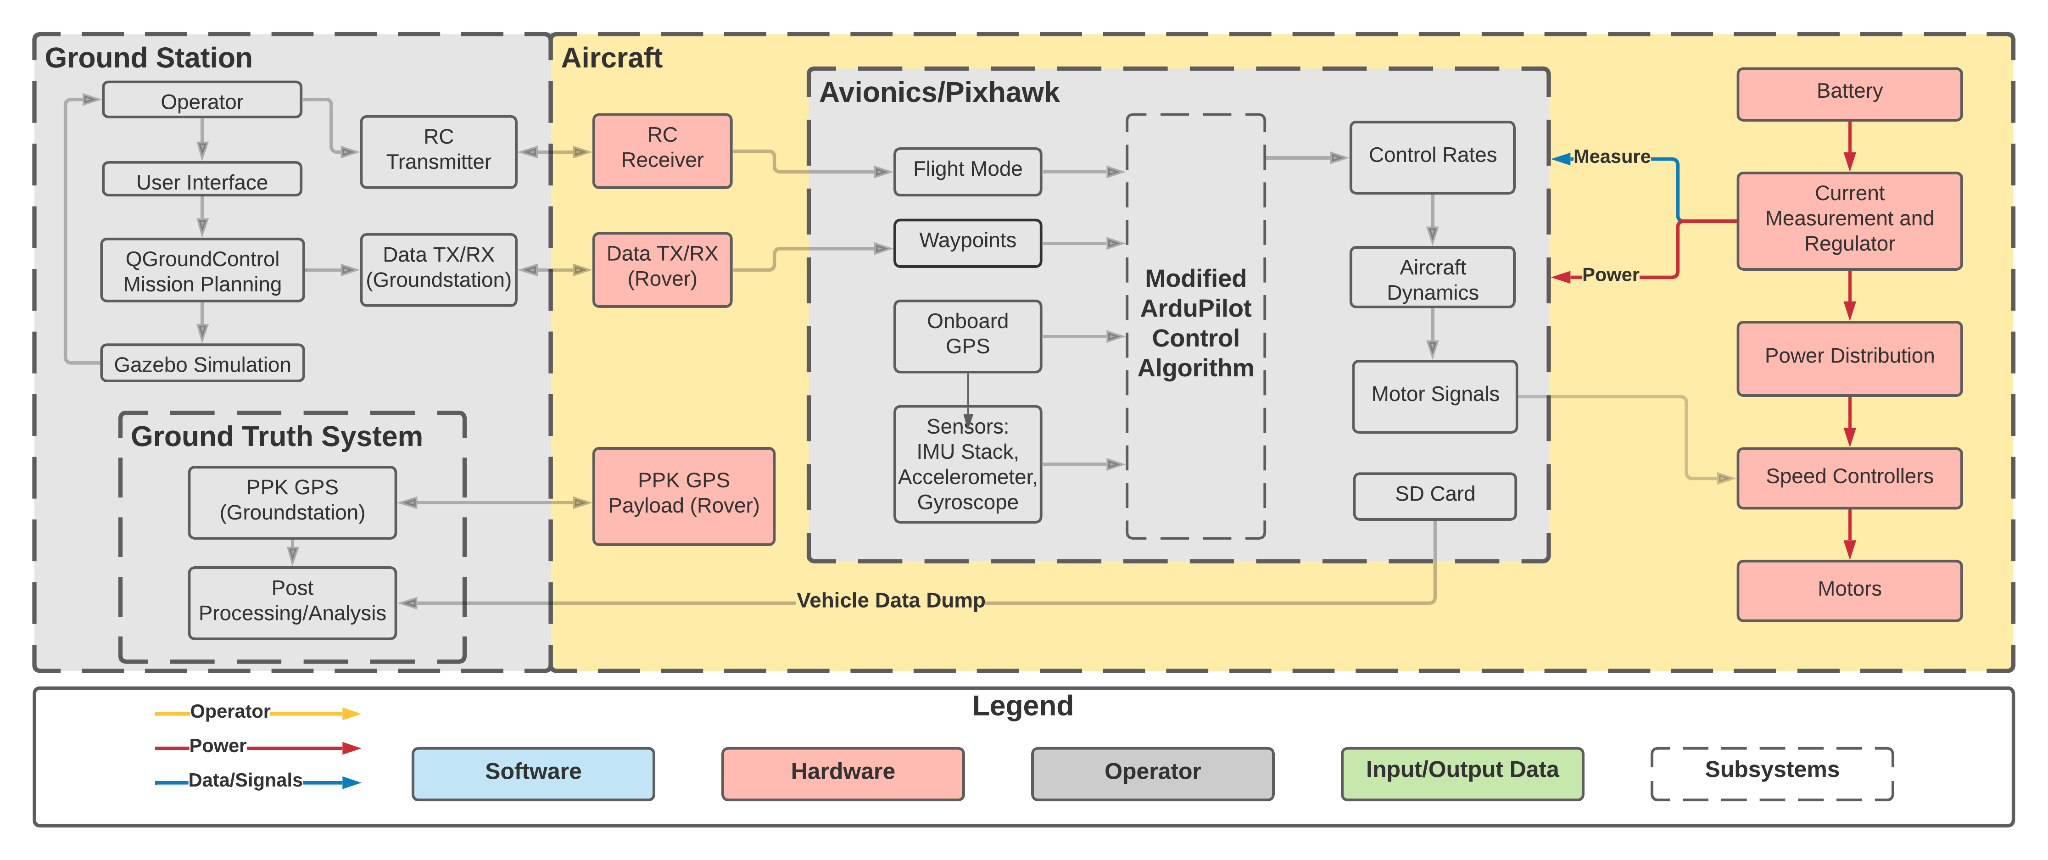 Ground Station
Operator
User Interface
QGroundControl
Mission Planning
Gazebo Simulation
RC
Transmitter
Data TX/RX
(Groundstation)
Ground Truth System
PPK GPS
(Groundstation)
Post
Processing/Analysis
Aircraft
RC
Receiver
Data TX/RX
(Rover)
PPK GPS
Payload (Rover)
Vehicle Data Dump
Avionics/Pixhawk
Flight Mode
Waypoints
Onboard
GPS
Sensors:
IMU Stack,
Accelerometer,
Gyroscope
Modified
ArduPilot
Control
Algorithm
Control Rates
Aircraft
Dynamics
Motor Signals
SD Card
Measure
Power
Battery
Current
Measurement and
Regulator
Power Distribution
Speed Controllers
Motors
Legend
Operator
Power
Data/Signals
Software
Hardware
Operator
Input/Output Data
Subsystems